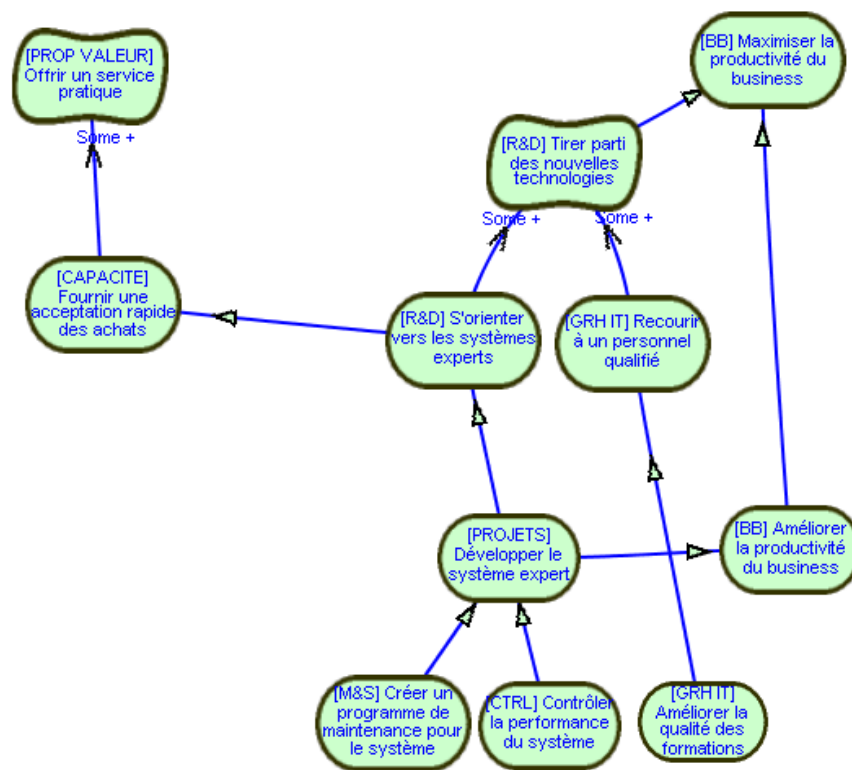 [PROP VALEUR]
Offrir un service
pratique
[BB] Maximiser la
productivité du
business
Some +
[R&D] Tirer parti
des nouvelles
technologies
Some +
Some +
[CAPACITE]
Fournir une
acceptation rapide
des achats
[R&D] S'orienter
vers les systèmes
experts
[GRH IT] Recourir
à un personnel
qualifié
[PROJETS]
Développer le
système expert
[BB] Améliorer
la productivité
du business
[M&S] Créer un
programme de
maintenance pour
le système
[CTRL] Contrôler
la performance
du système
[GRH IT]
Améliorer la
qualité des
formations